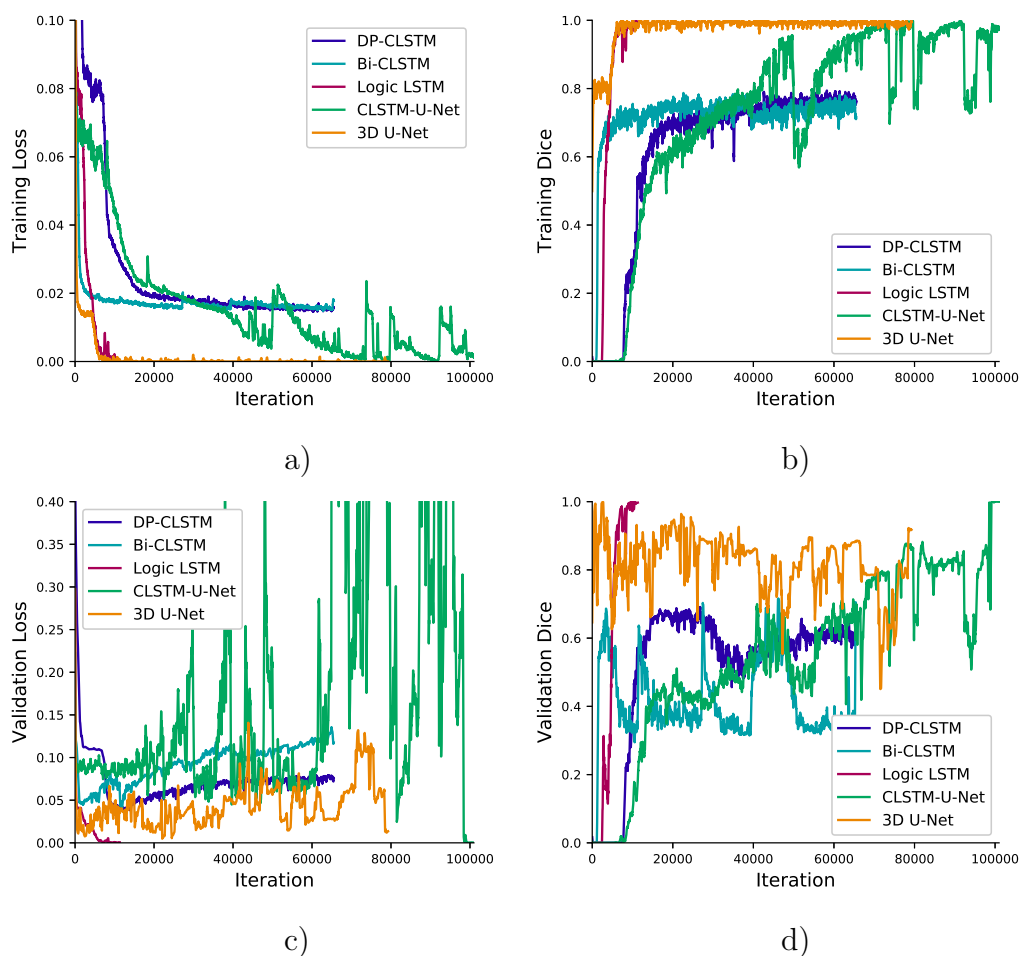 0.10
0.08
0.06
0.04
0.02
0.00
Training Loss
0 20000 40000 60000 80000 100000
Iteration
DP-CLSTM
Bi-CLSTM
Logic LSTM
CLSTM-U-Net
3D U-Net
a)
1.0
0.8
0.6
0.4
0.2
0.0
Training Dice
0 20000 40000 60000 80000 100000
Iteration
DP-CLSTM
Bi-CLSTM
Logic LSTM
CLSTM-U-Net
3D U-Net
b)
0.40
0.35
0.30
0.25
0.20
0.15
0.10
0.05
0.00
Validation Loss
0 20000 40000 60000 80000 100000
Iteration
DP-CLSTM
Bi-CLSTM
Logic LSTM
CLSTM-U-Net
3D U-Net
c)
1.0
0.8
0.6
0.4
0.2
0.0
Validation Dice
0 20000 40000 60000 80000 100000
Iteration
DP-CLSTM
Bi-CLSTM
Logic LSTM
CLSTM-U-Net
3D U-Net
d)